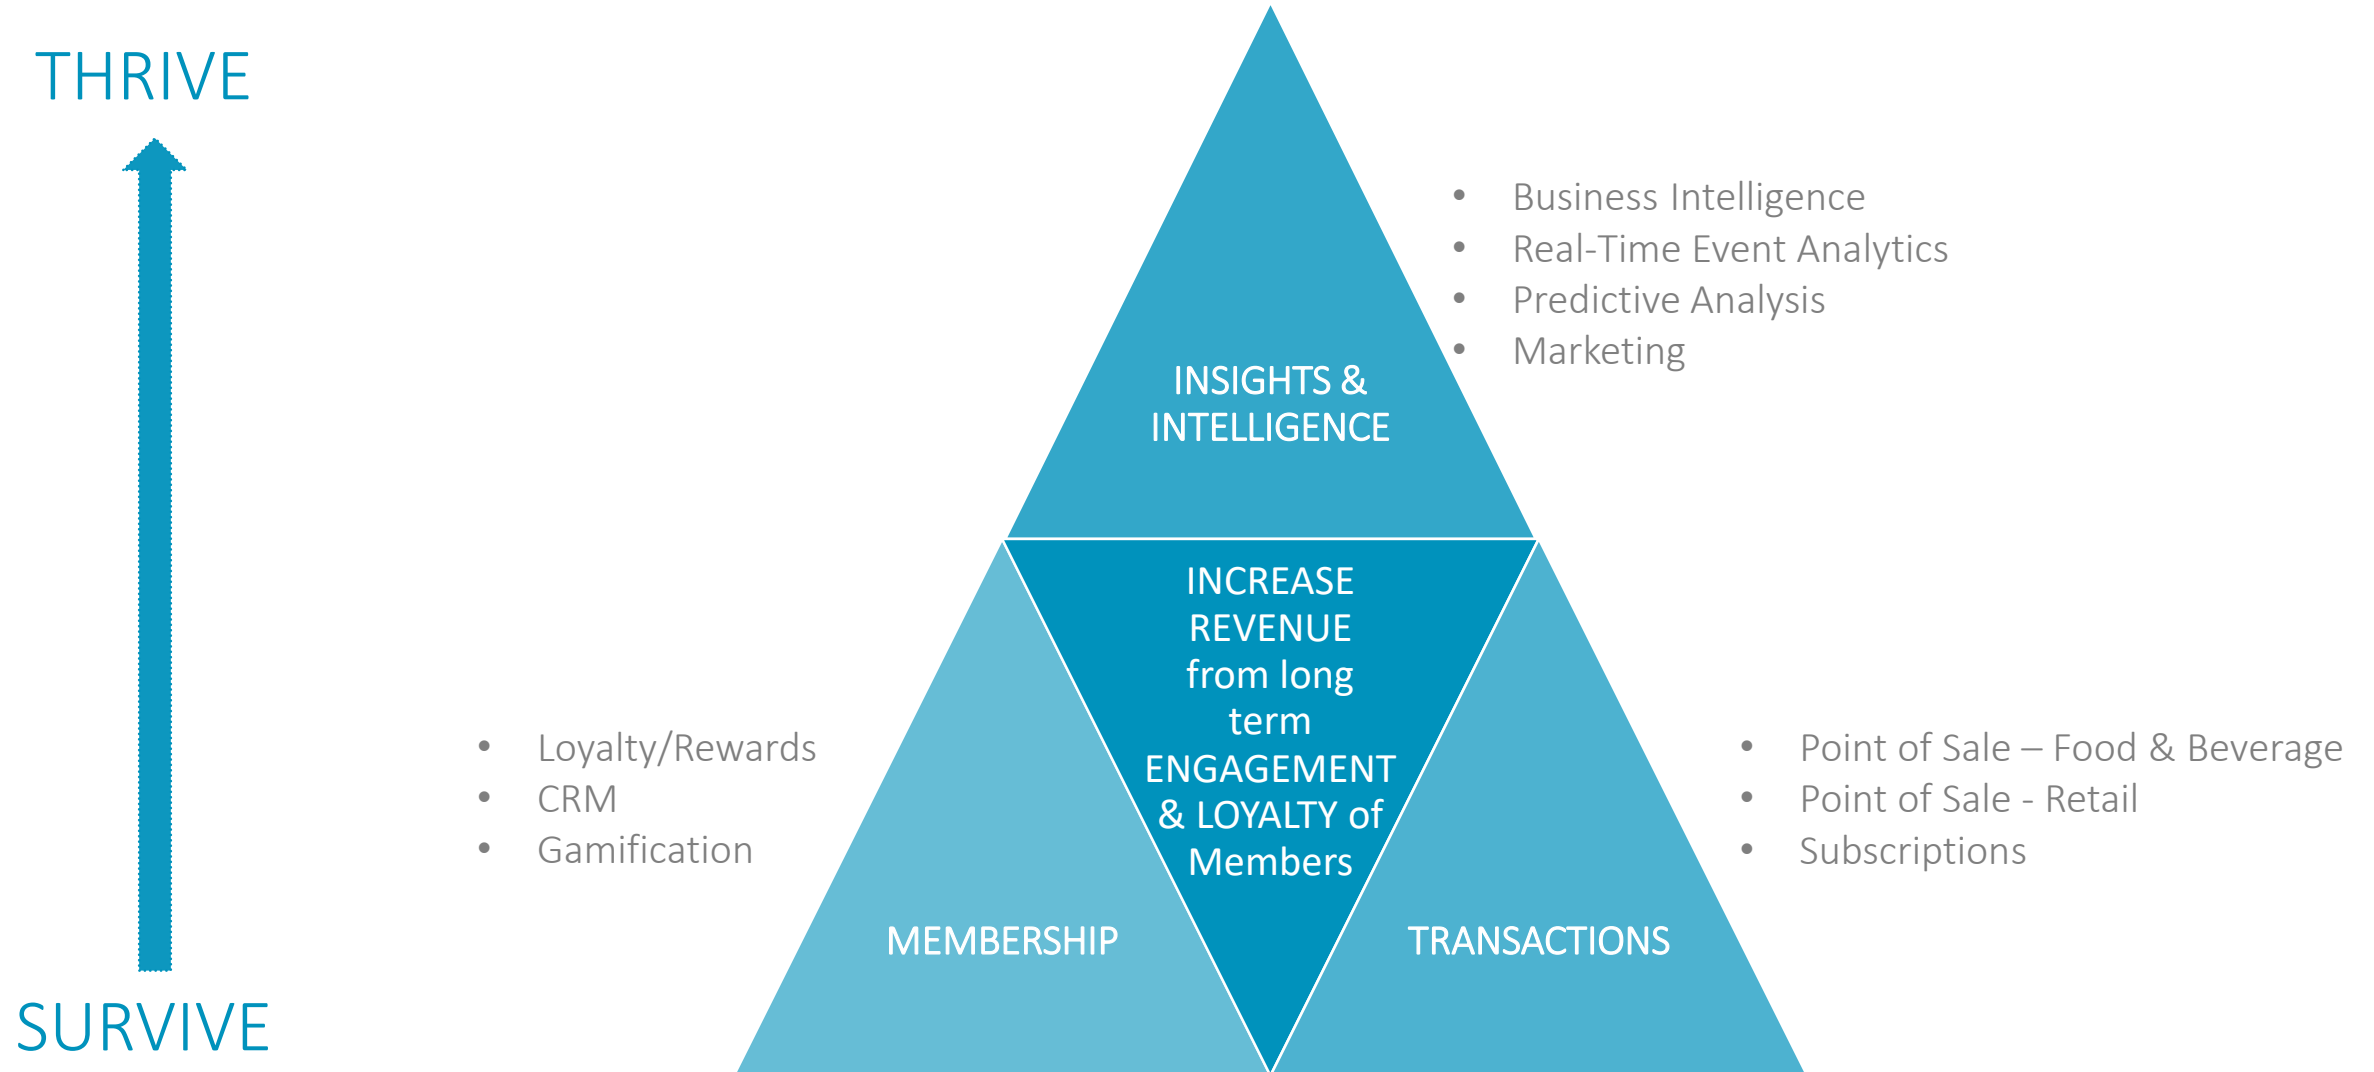 THRIVE
• Business Intelligence
• Real-Time Event Analytics
• Predictive Analysis
• Marketing
INSIGHTS &
INTELLIGENCE
INCREASE
REVENUE
from long
term
ENGAGEMENT
& LOYALTY of
Members
• Loyalty/Rewards
• CRM
• Gamification
MEMBERSHIP
• Point of Sale – Food & Beverage
• Point of Sale - Retail
• Subscriptions
TRANSACTIONS
SURVIVE